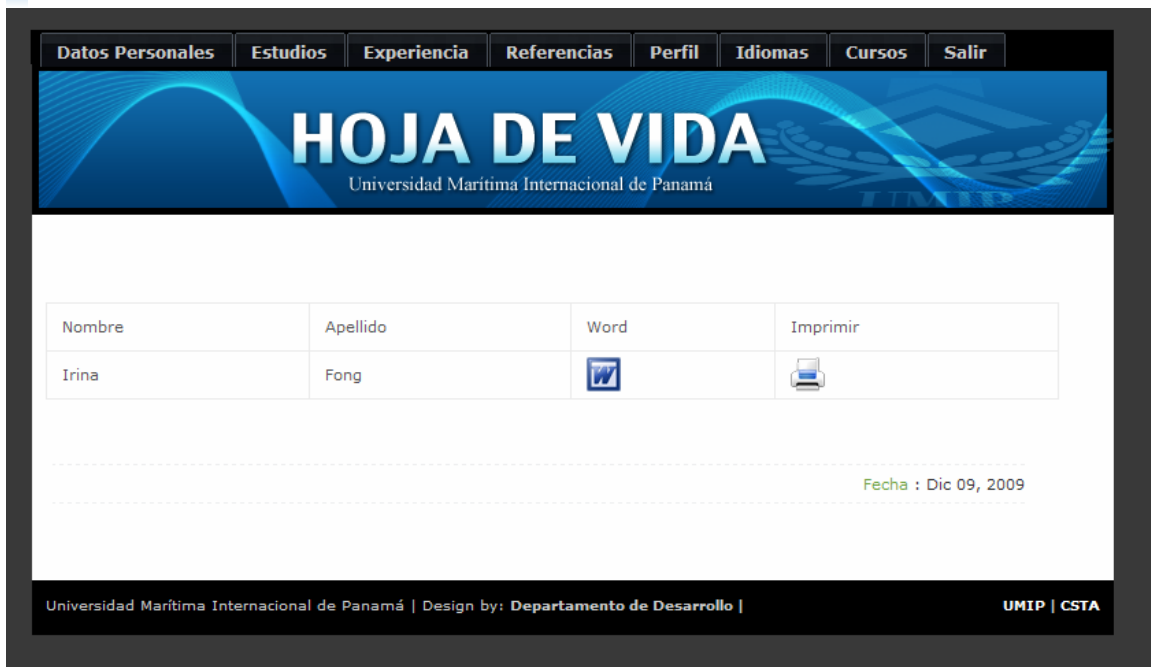 Datos Personales Estudios Experiencia Referencias Perfil Idiomas Cursos Salir
HOJA DE VIDA
Universidad Marítima Internacional de Panamá
UMIP
Nombre Apellido Word Imprimir
Irina Fong W
Fecha : Dic 09, 2009
Universidad Marítima Internacional de Panamá | Design by: Departamento de Desarrollo | UMIP | CSTA